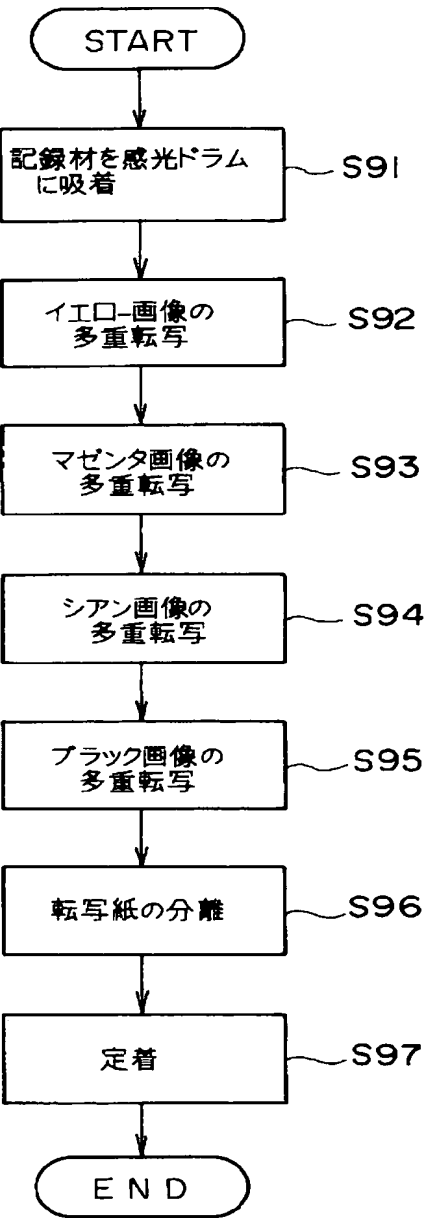 START
記録材を感光ドラム
に吸着
S91
イエロー画像の
多重転写
S92
マゼンタ画像の
多重転写
S93
シアン画像の
多重転写
S94
ブラック画像の
多重転写
S95
転写紙の分離
S96
定着
S97
END